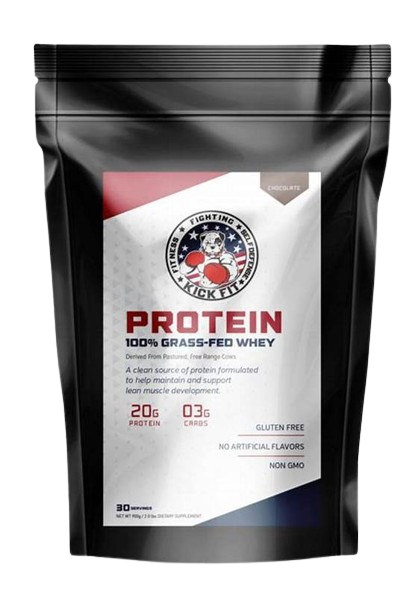 CHOCOLATE
FITNESS ★ FIGHTING ★ SELF DEFENSE
KICK FIT
PROTEIN
100% GRASS-FED WHEY
Derived From Pastured, Free Range Cows
A clean source of protein formulated
to help maintain and support
lean muscle development.
20G 03G
PROTEIN CARBS
GLUTEN FREE
NO ARTIFICIAL FLAVORS
NON GMO
30 SERVINGS
DIETARY SUPPLEMENT